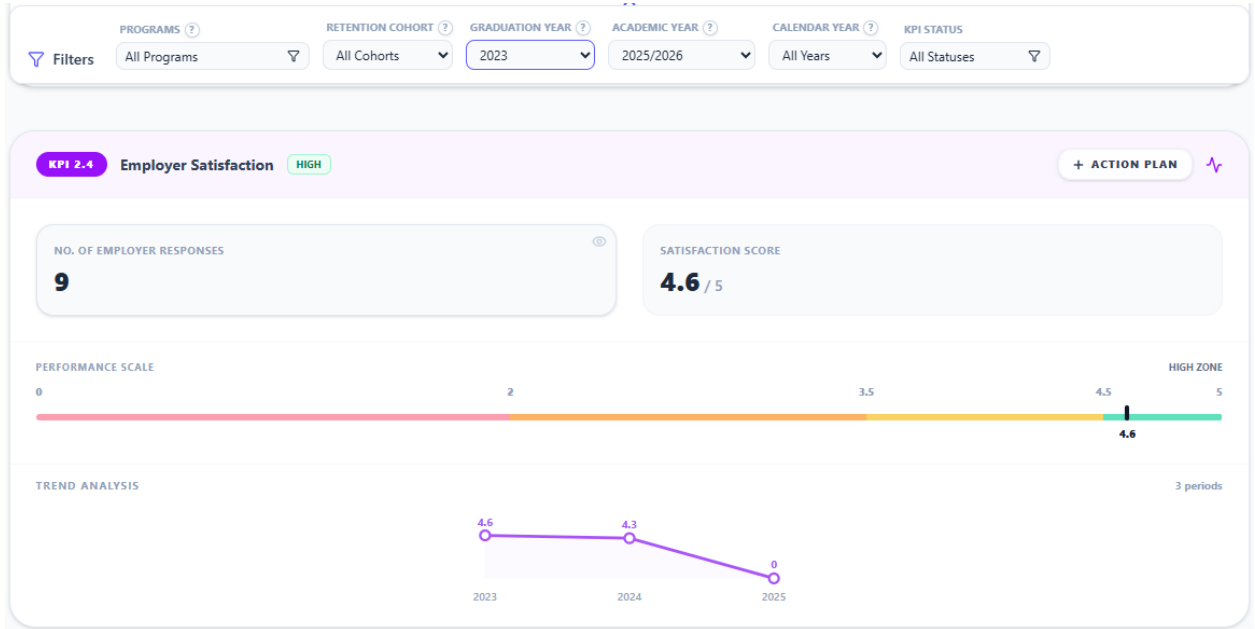 Filters
PROGRAMS ?
All Programs
RETENTION COHORT ?
All Cohorts
GRADUATION YEAR ?
2023
ACADEMIC YEAR ?
2025/2026
CALENDAR YEAR ?
All Years
KPI STATUS
All Statuses
KPI 2.4 Employer Satisfaction HIGH
+ ACTION PLAN
NO. OF EMPLOYER RESPONSES
9
SATISFACTION SCORE
4.6 / 5
PERFORMANCE SCALE HIGH ZONE
0 2 3.5 4.5 5
4.6
TREND ANALYSIS 3 periods
4.6 4.3 0
2023 2024 2025